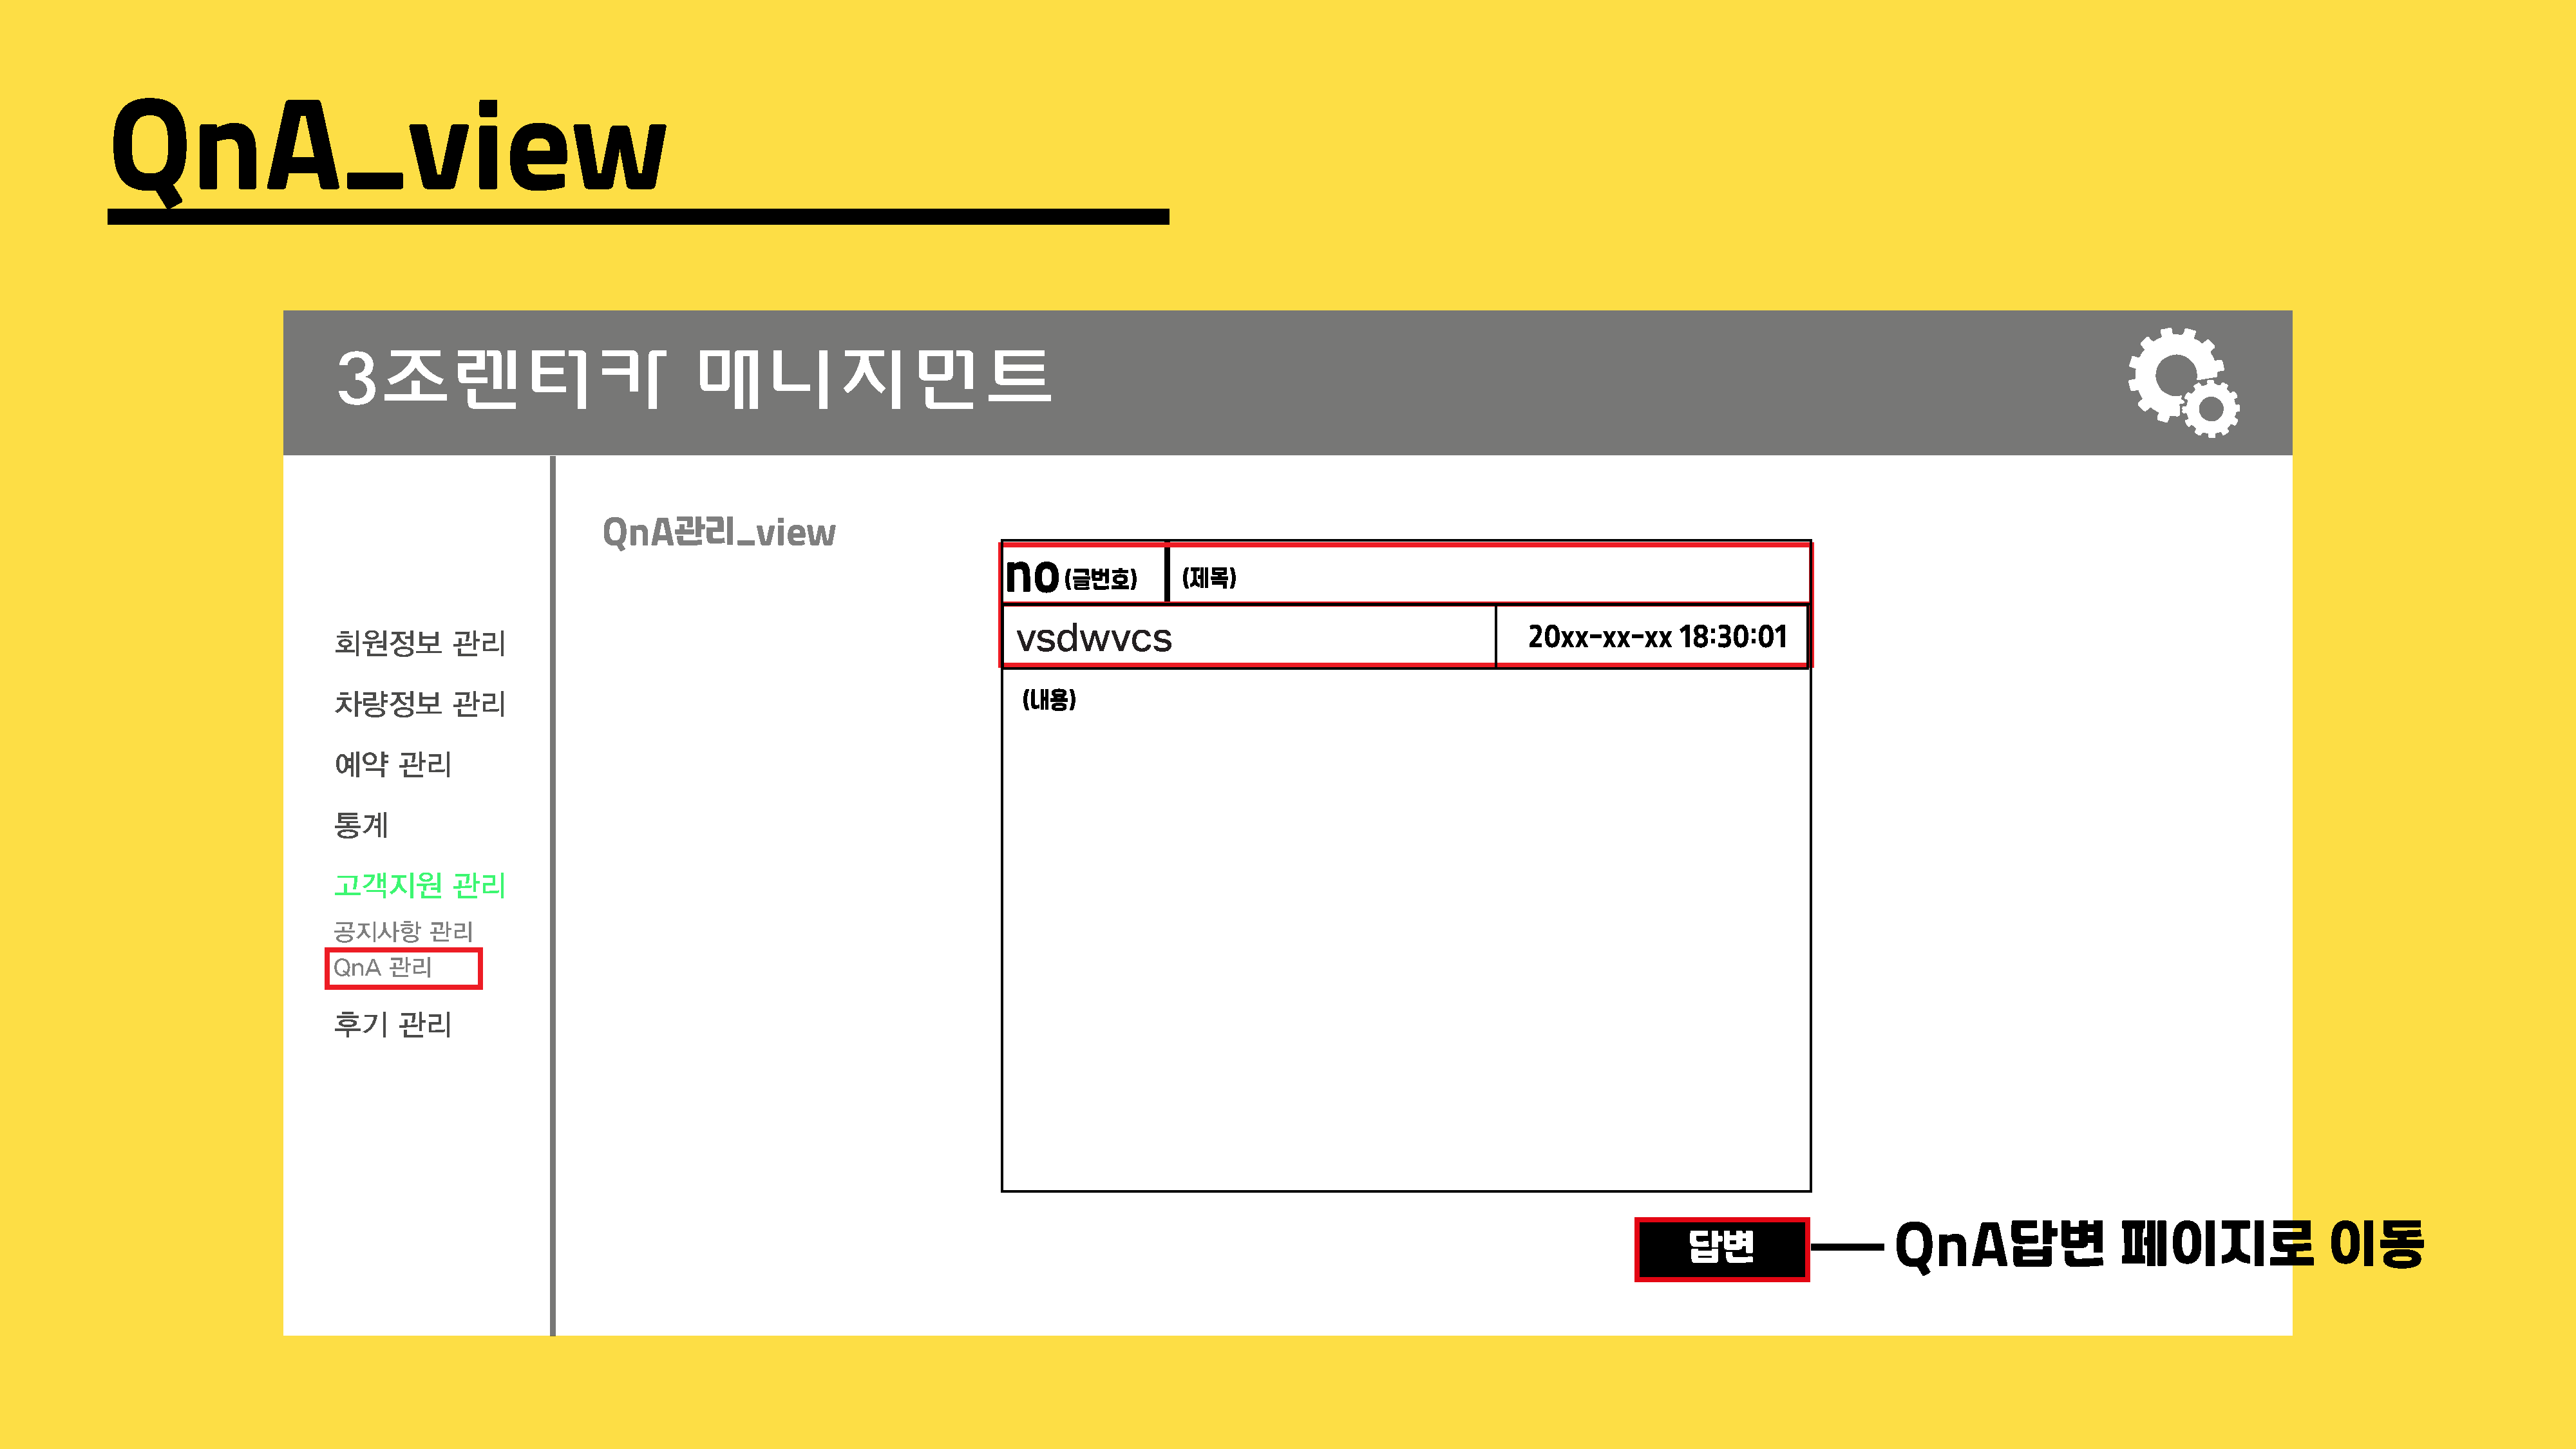 QnA_view
3조렌터카 매니지먼트
QnA관리_view
no (글번호) (제목)
vsdwvcs 20xx-xx-xx 18:30:01
(내용)
회원정보 관리
차량정보 관리
예약 관리
통계
고객지원 관리
공지사항 관리
QnA 관리
후기 관리
답변 QnA답변 페이지로 이동